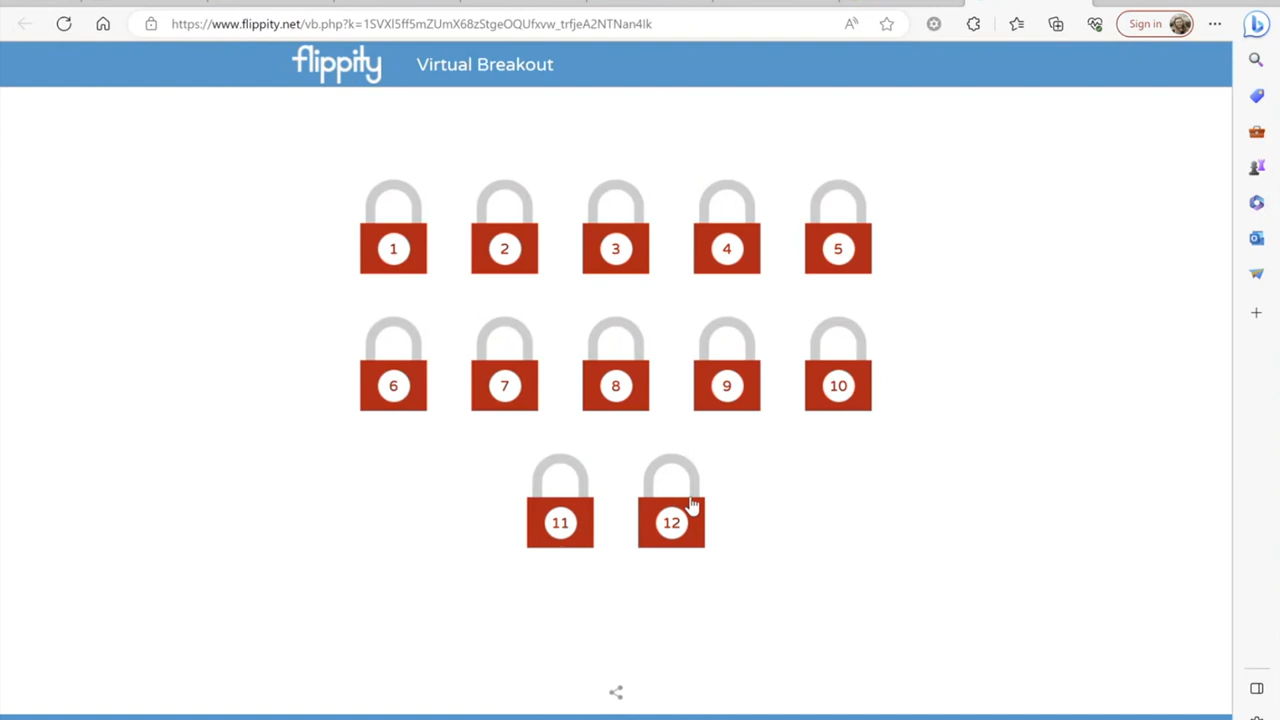 https://www.flippity.net/vb.php?k=1SVXl5ff5mZUmX68zStgeOQUfxvw_trfjeA2NTNan4lk
Sign in
flippity
Virtual Breakout
1 2 3 4 5
6 7 8 9 10
11 12